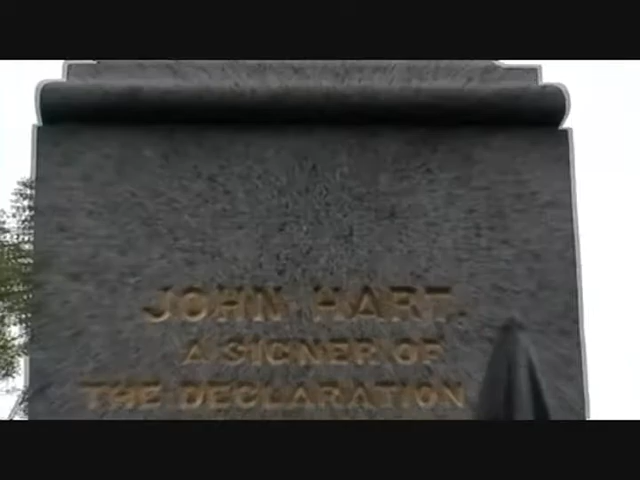 JOHN HART.
A SIGNER OF
THE DECLARATION